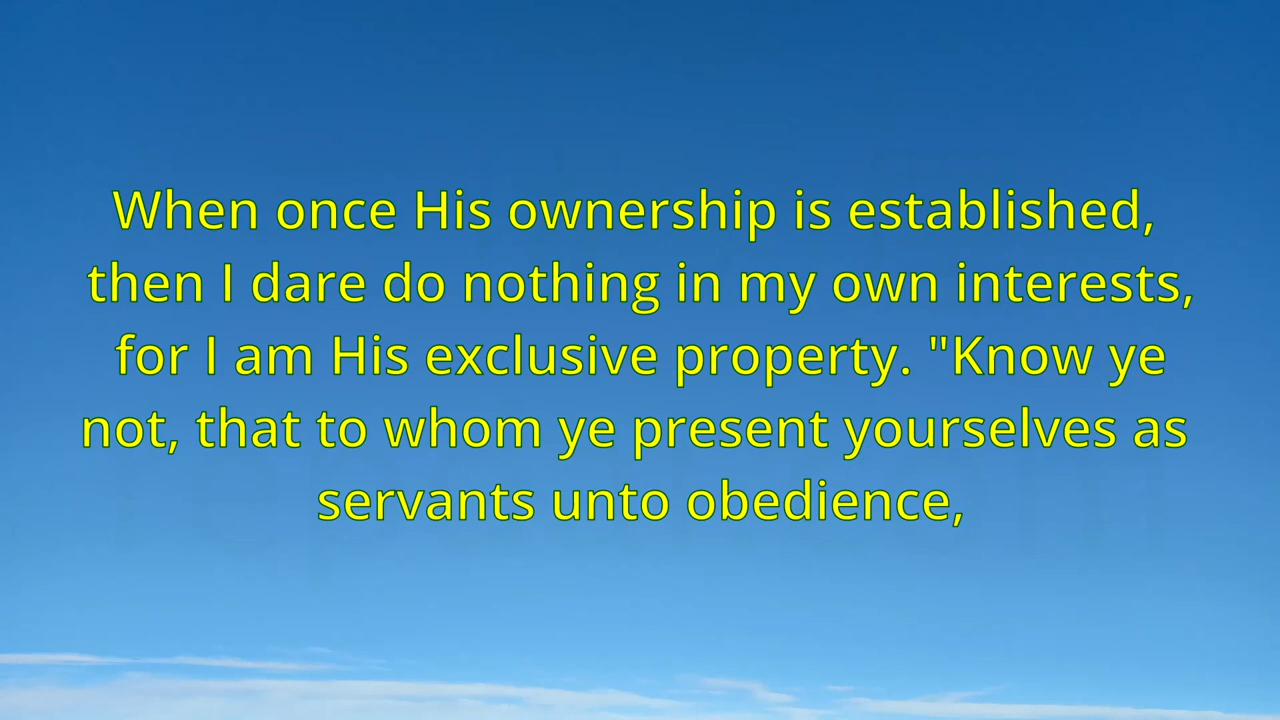 When once His ownership is established,
then I dare do nothing in my own interests,
for I am His exclusive property. "Know ye
not, that to whom ye present yourselves as
servants unto obedience,